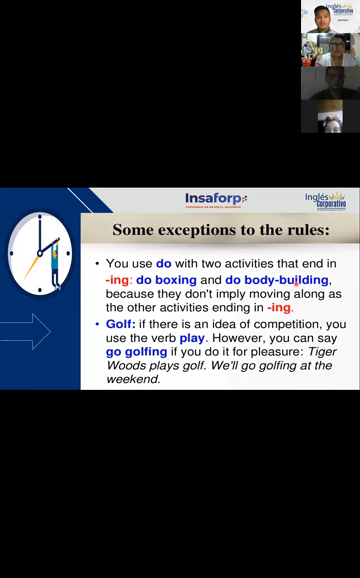 Inglés
Corporativo
Insaforp
Inglés
Corporativo
Some exceptions to the rules:
• You use do with two activities that end in
-ing: do boxing and do body-building,
because they don't imply moving along as
the other activities ending in -ing.
• Golf: if there is an idea of competition, you
use the verb play. However, you can say
go golfing if you do it for pleasure: Tiger
Woods plays golf. We'll go golfing at the
weekend.